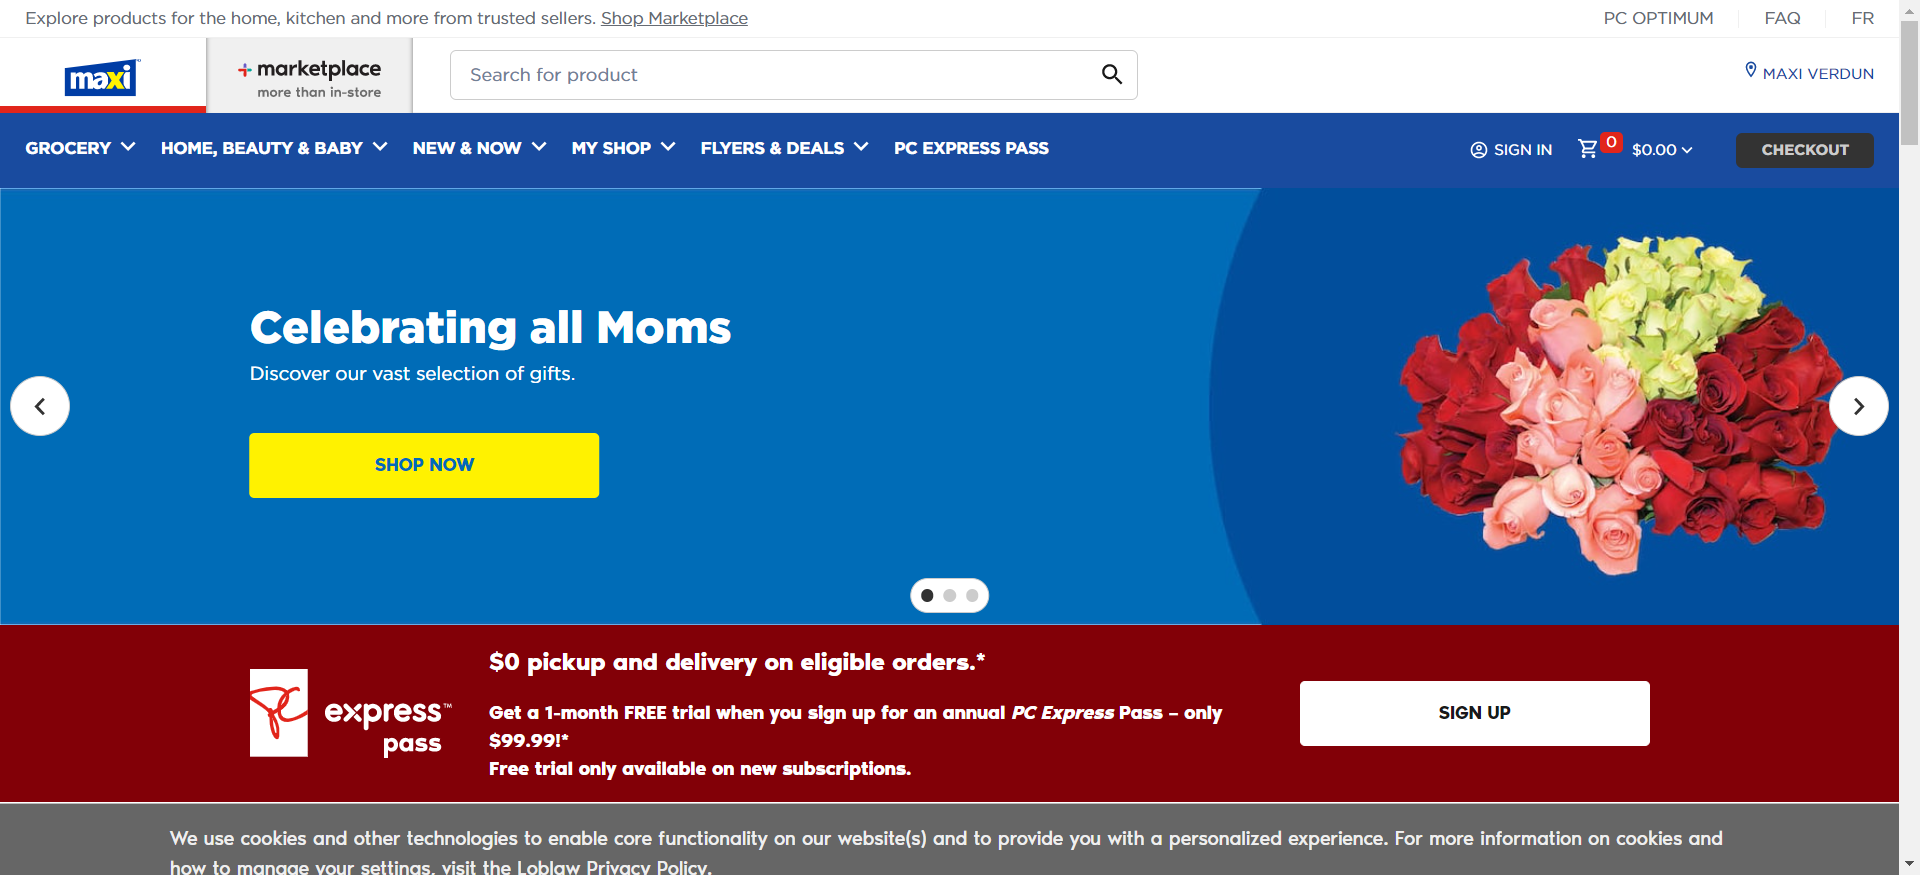 Explore products for the home, kitchen and more from trusted sellers. Shop Marketplace
PC OPTIMUM
FAQ
FR
maxi
marketplace
more than in-store
Search for product
MAXI VERDUN
GROCERY
HOME, BEAUTY & BABY
NEW & NOW
MY SHOP
FLYERS & DEALS
PC EXPRESS PASS
SIGN IN
0
$0.00
CHECKOUT
Celebrating all Moms
Discover our vast selection of gifts.
SHOP NOW
PC express™ pass
$0 pickup and delivery on eligible orders.*
Get a 1-month FREE trial when you sign up for an annual PC Express Pass – only
$99.99!*
Free trial only available on new subscriptions.
SIGN UP
We use cookies and other technologies to enable core functionality on our website(s) and to provide you with a personalized experience. For more information on cookies and
how to manage your settings, visit the Loblaw Privacy Policy.